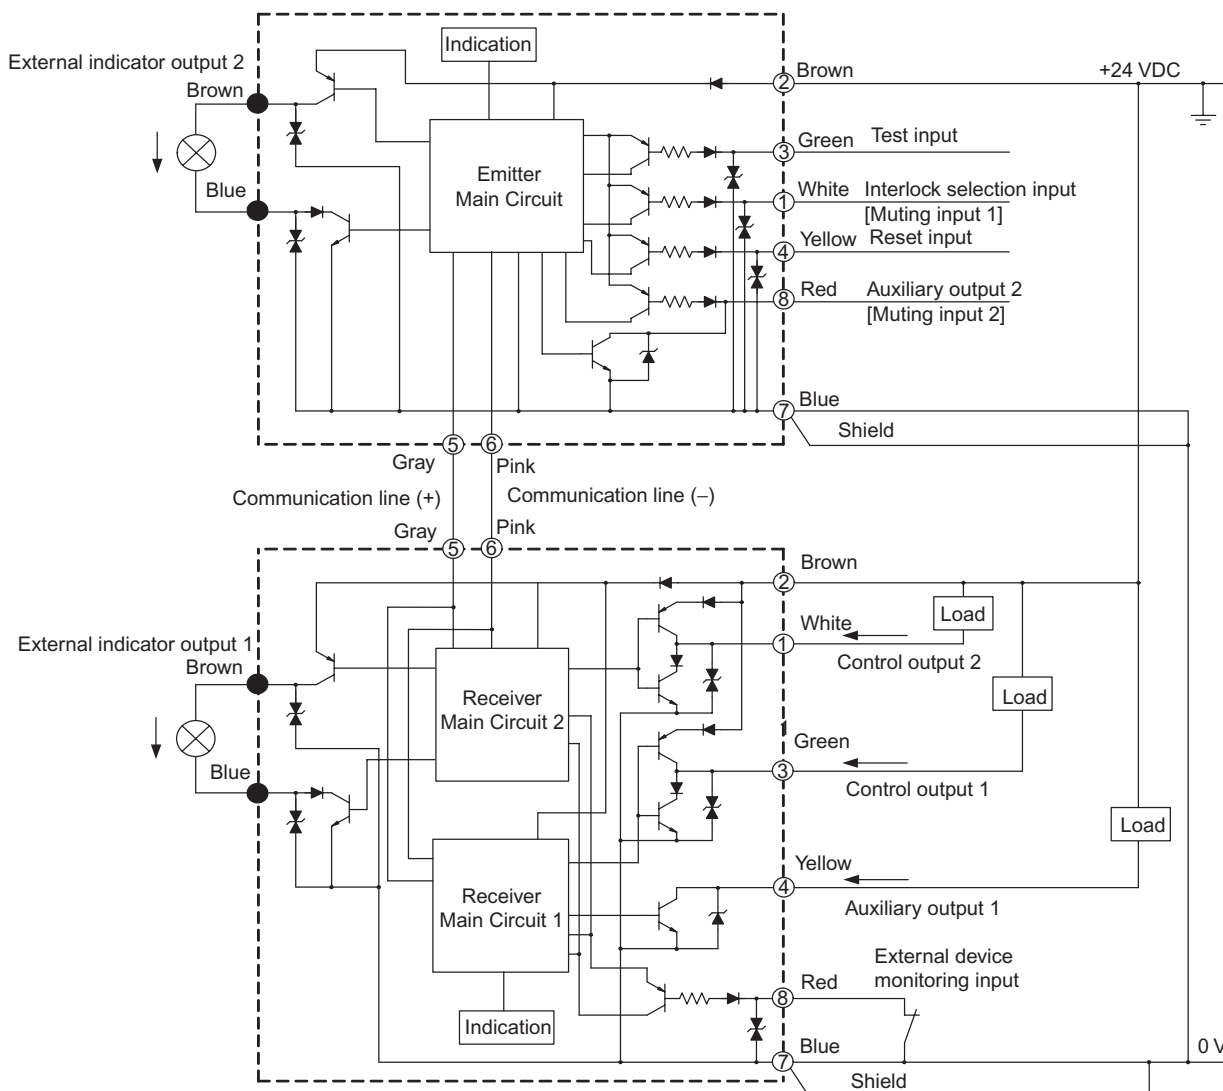 Indication
External indicator output 2
Brown
Blue
Emitter
Main Circuit
2 Brown
+24 VDC
3 Green Test input
1 White Interlock selection input
[Muting input 1]
4 Yellow Reset input
8 Red Auxiliary output 2
[Muting input 2]
7 Blue
Shield
5 6
Gray Pink
Communication line (+) Communication line (–)
Gray Pink
5 6
External indicator output 1
Brown
Blue
Receiver
Main Circuit 2
Receiver
Main Circuit 1
Indication
2 Brown
Load
1 White
Control output 2
Load
1
3 Green
Control output 1
Load
4 Yellow
Auxiliary output 1
8 Red
External device
monitoring input
7 Blue
0 V
Shield